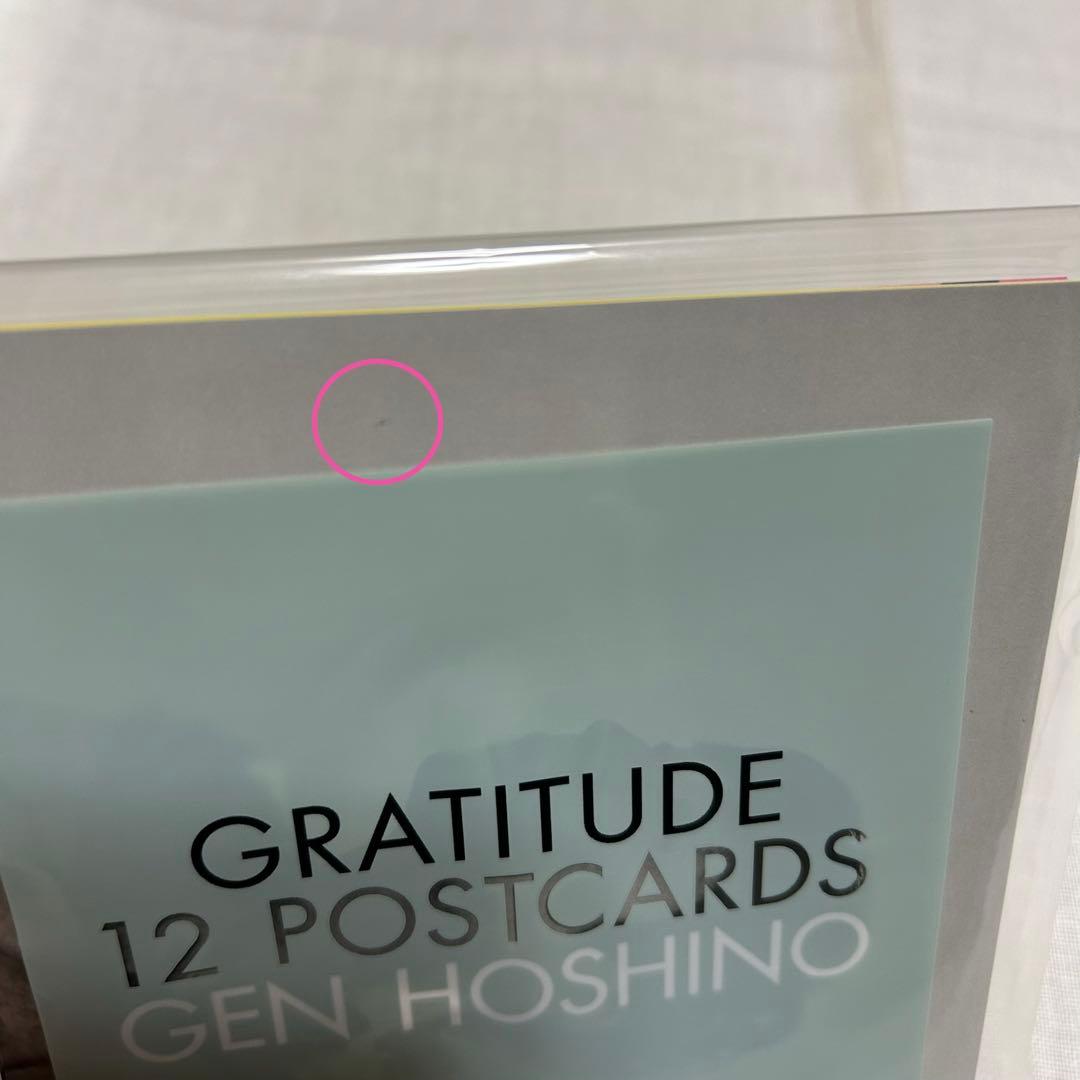 GRATITUDE
12 POSTCARDS
GEN HOSHINO